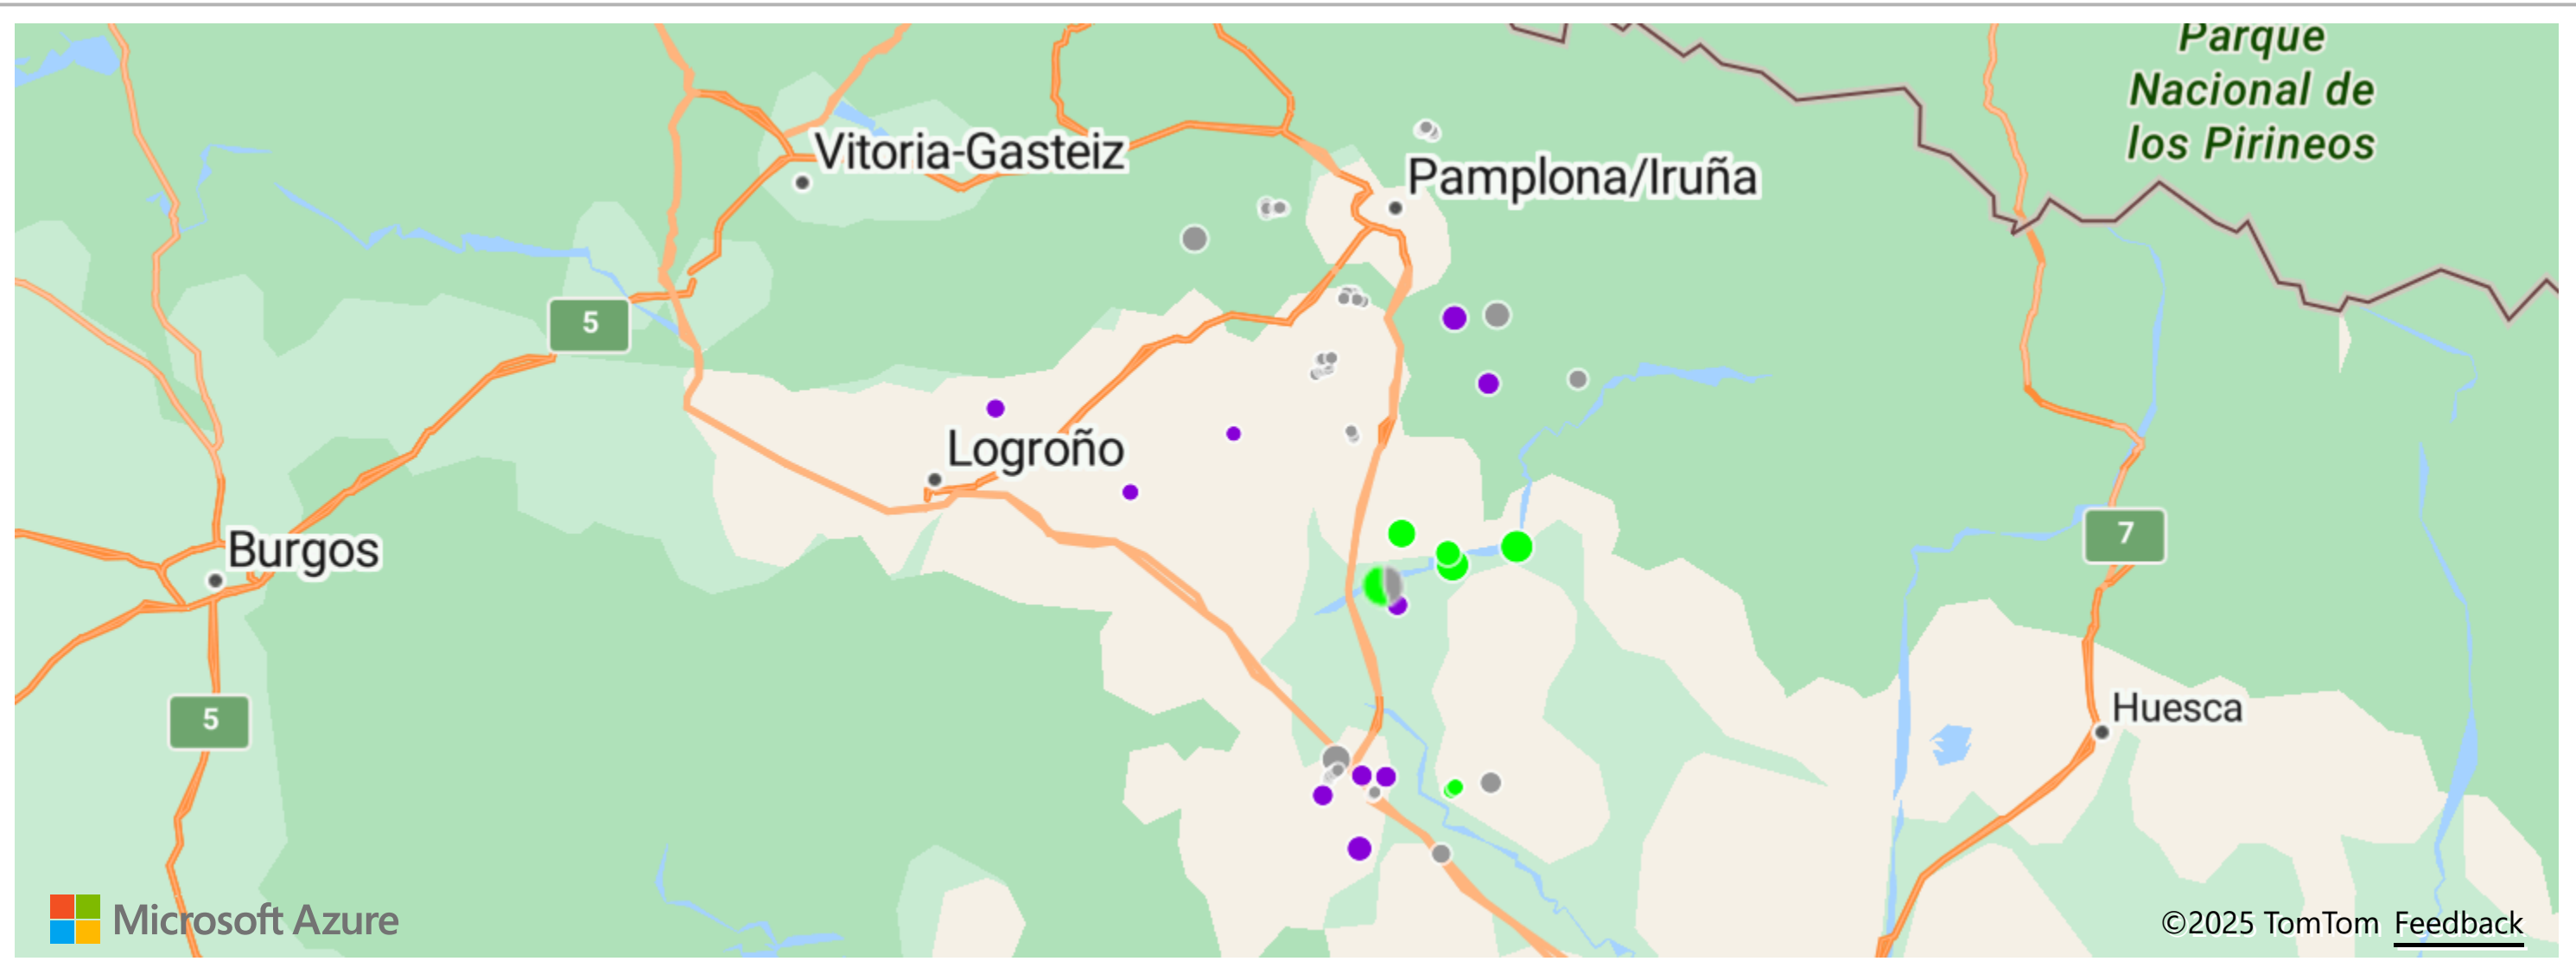 Parque
Nacional de
los Pirineos
Vitoria-Gasteiz
Pamplona/Iruña
5
Logroño
Burgos
7
5
Huesca
Microsoft Azure
©2025 TomTom Feedback